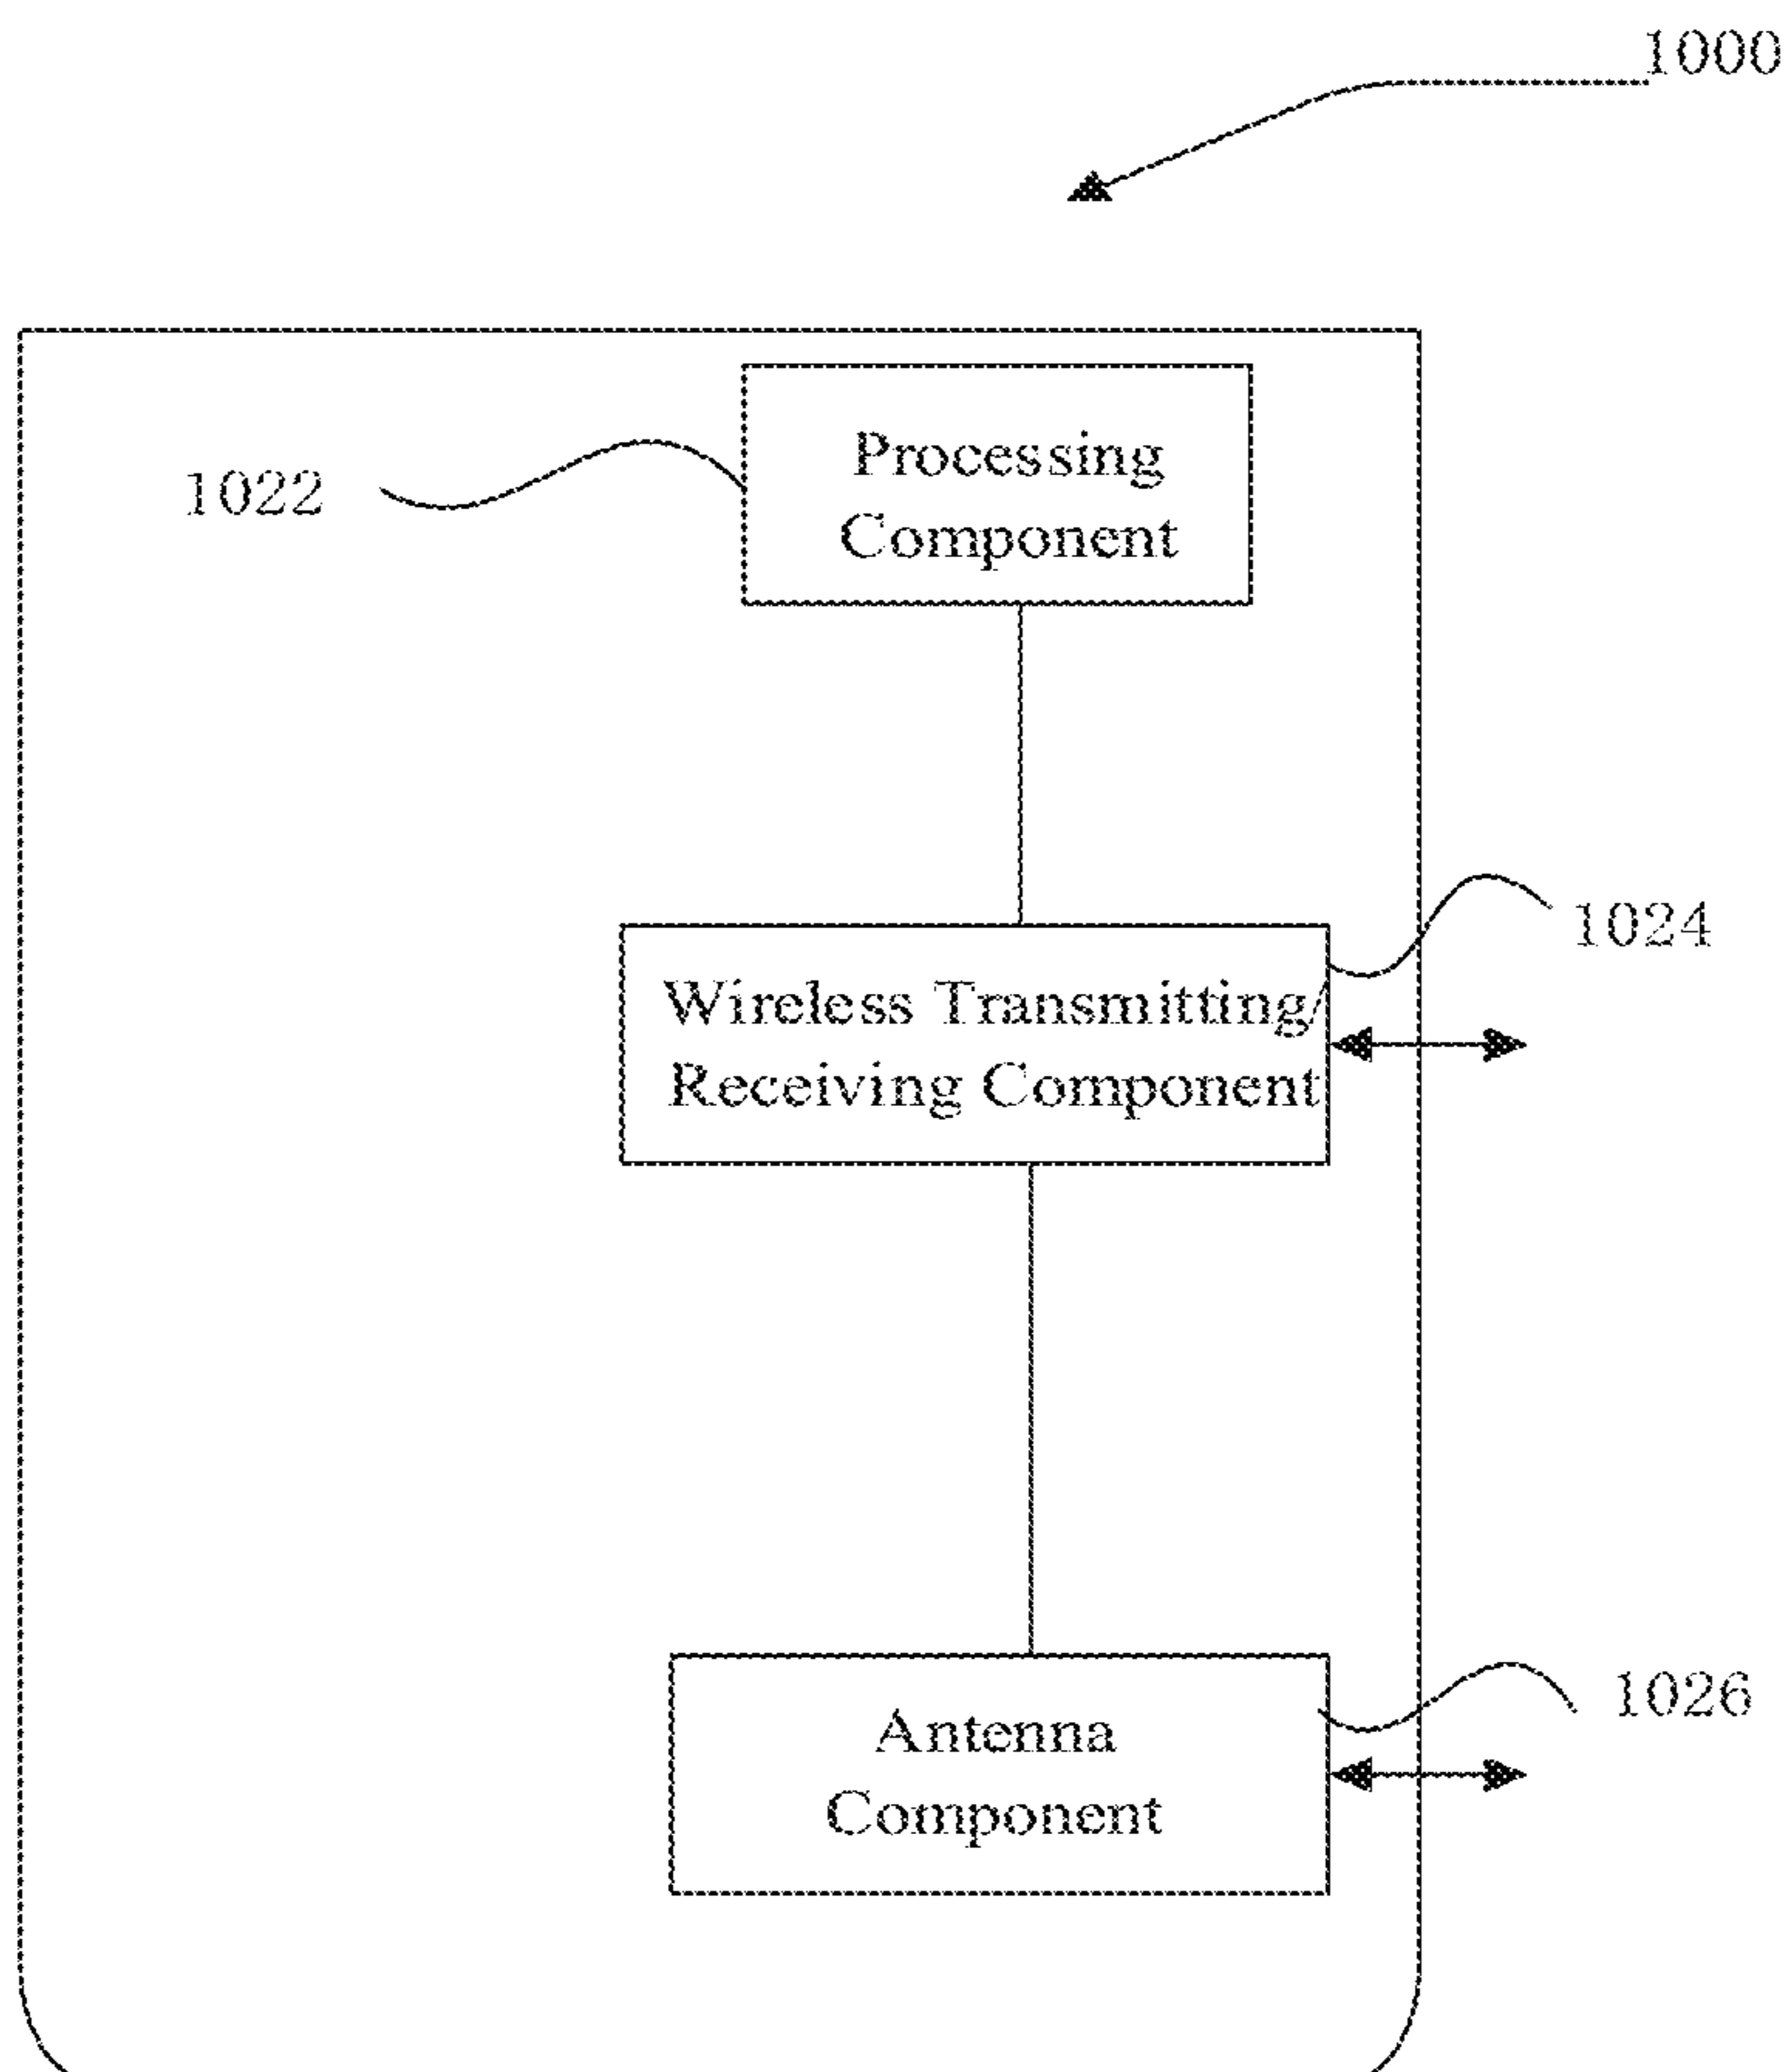 1000
Processing
Component
1022
1024
Wireless Transmitting/
Receiving Component
1026
Antenna
Component